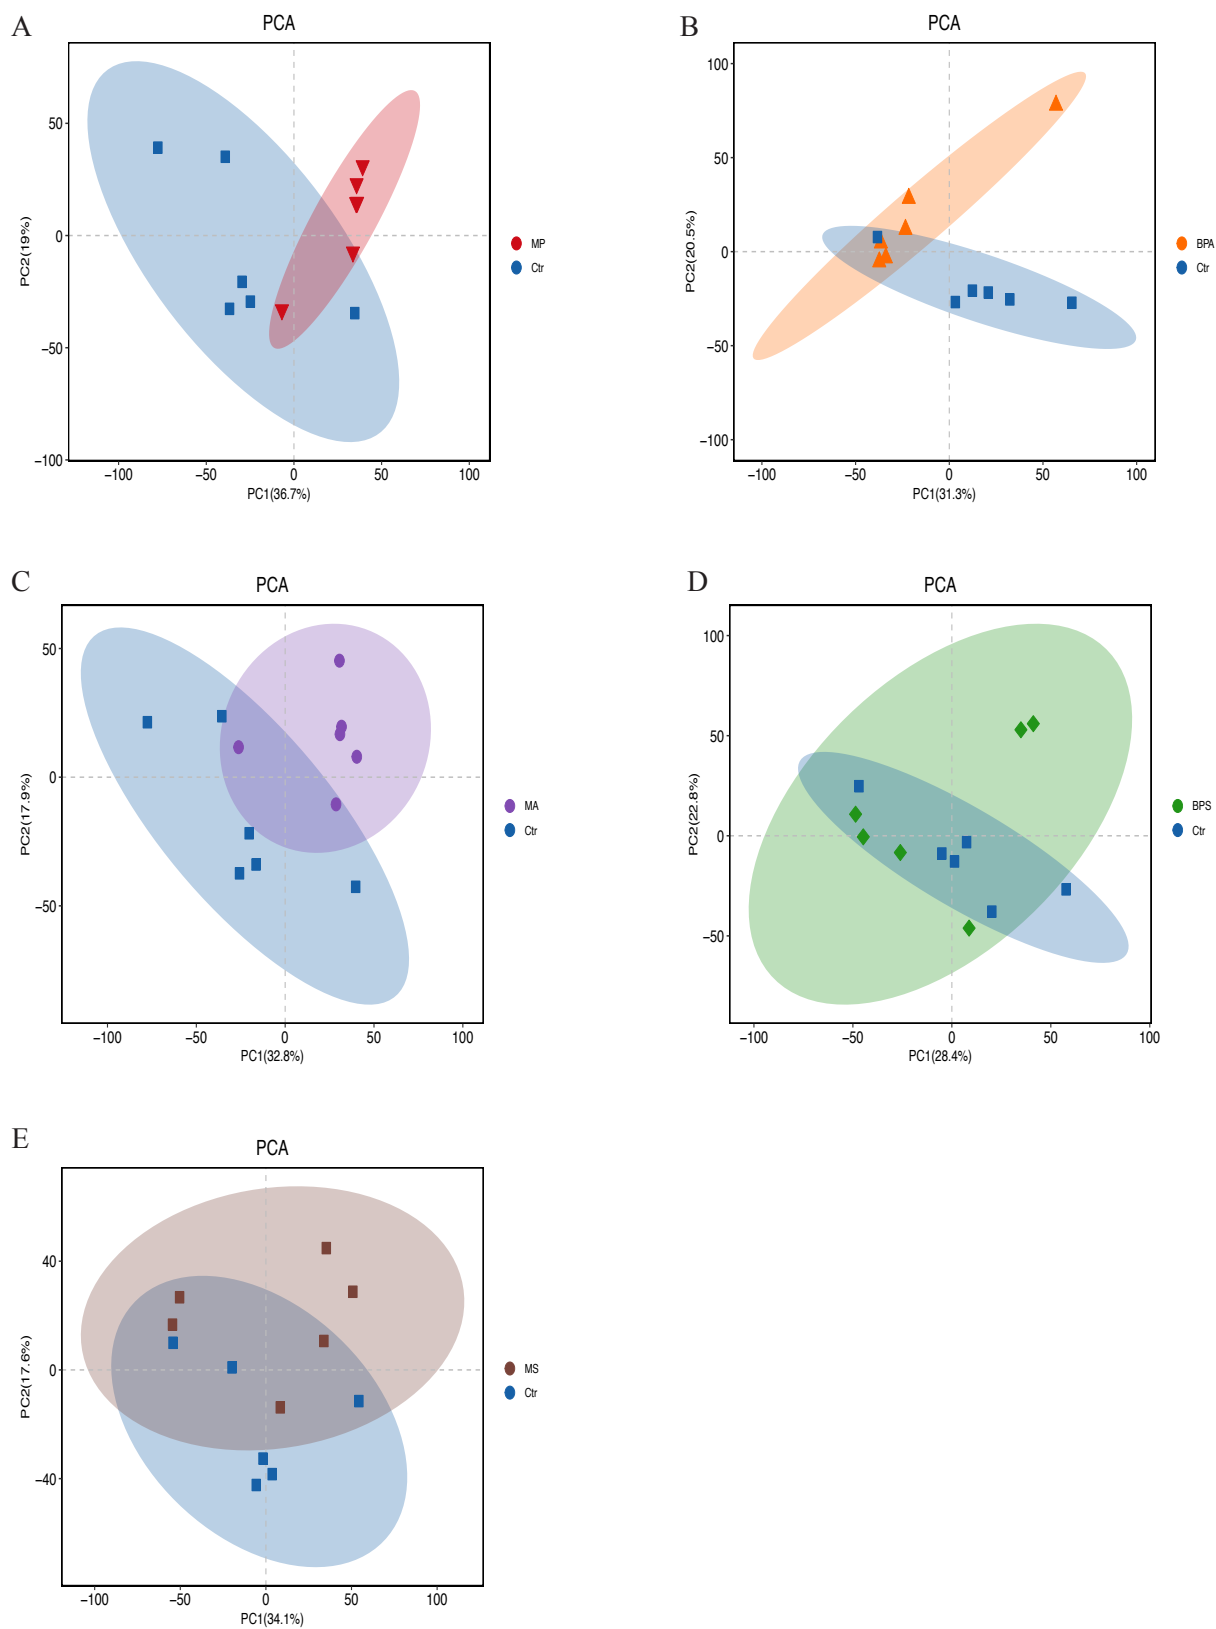 A
PCA
50
0
−50
−100
−100
−50
0
50
100
PC2(19%)
PC1(36.7%)
MP
Ctr
B
PCA
100
50
0
−50
−100
−100
−50
0
50
100
PC2(20.5%)
PC1(31.3%)
BPA
Ctr
C
PCA
50
0
−50
−100
−50
0
50
100
PC2(17.9%)
PC1(32.8%)
MA
Ctr
D
PCA
100
50
0
−50
−100
−50
0
50
100
PC2(22.8%)
PC1(28.4%)
BPS
Ctr
E
PCA
40
0
−40
−100
−50
0
50
100
PC2(17.6%)
PC1(34.1%)
MS
Ctr